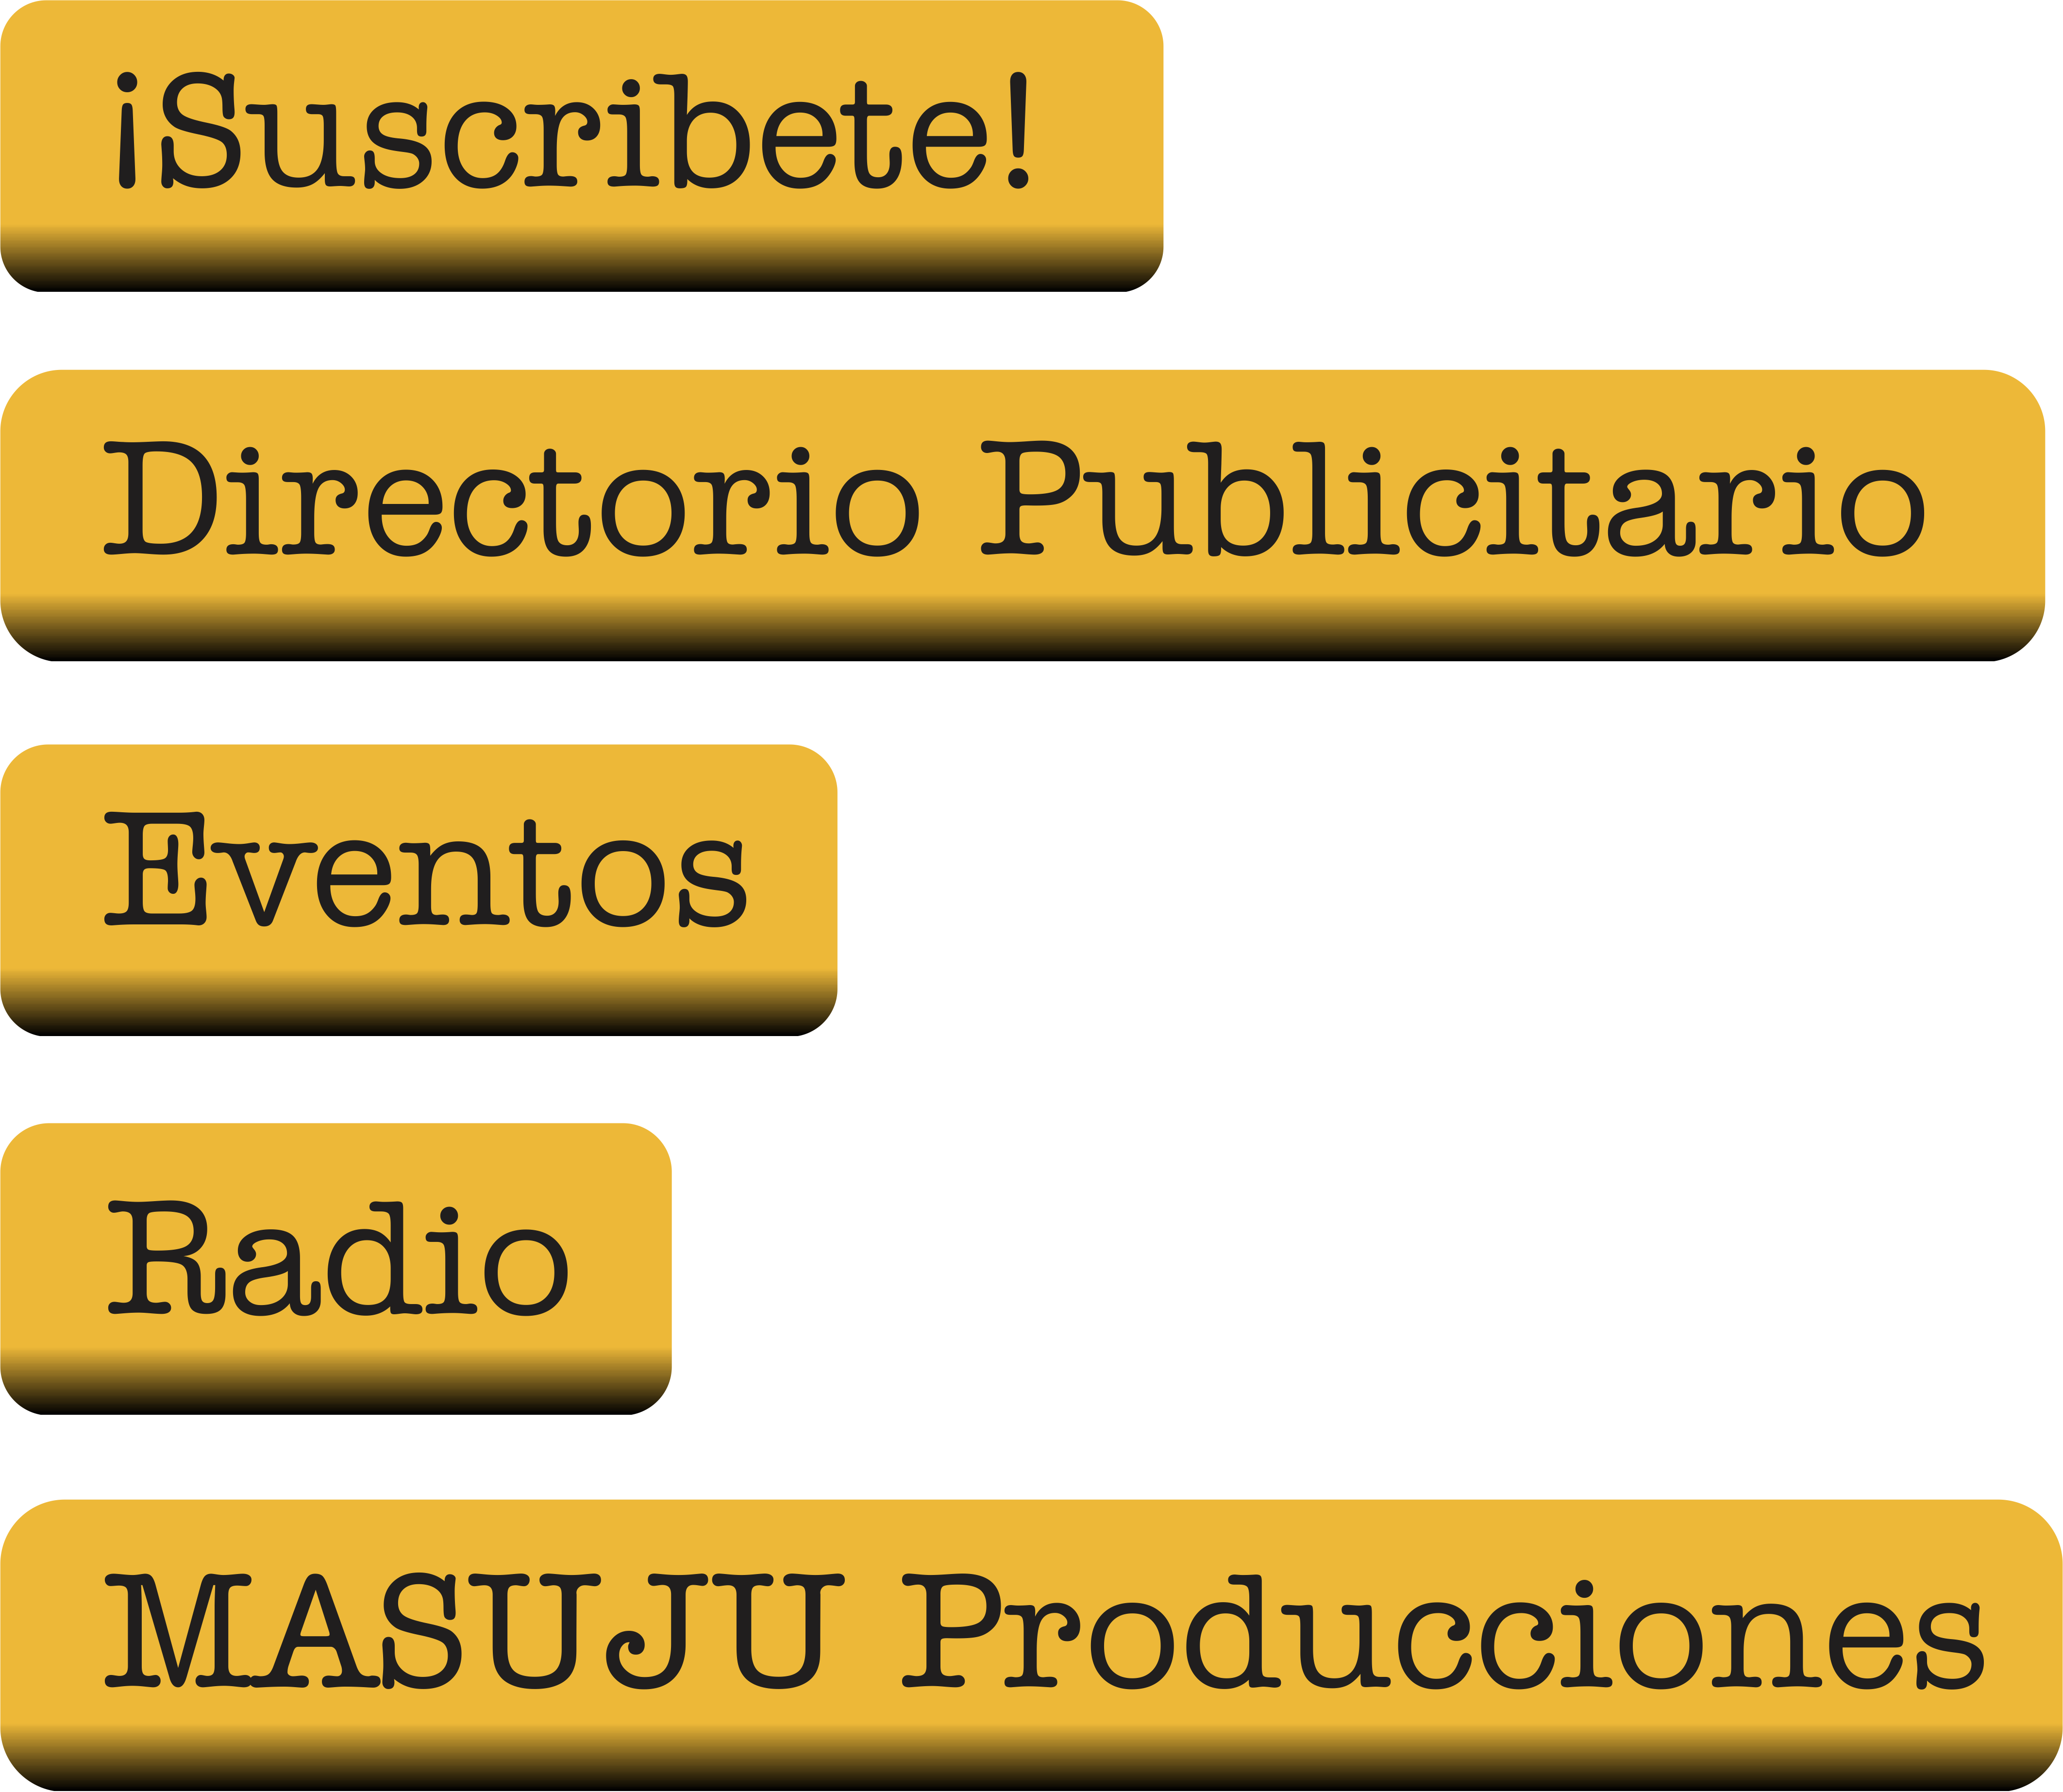 ¡Suscribete!
Directorio Publicitario
Eventos
Radio
MASUJU Producciones